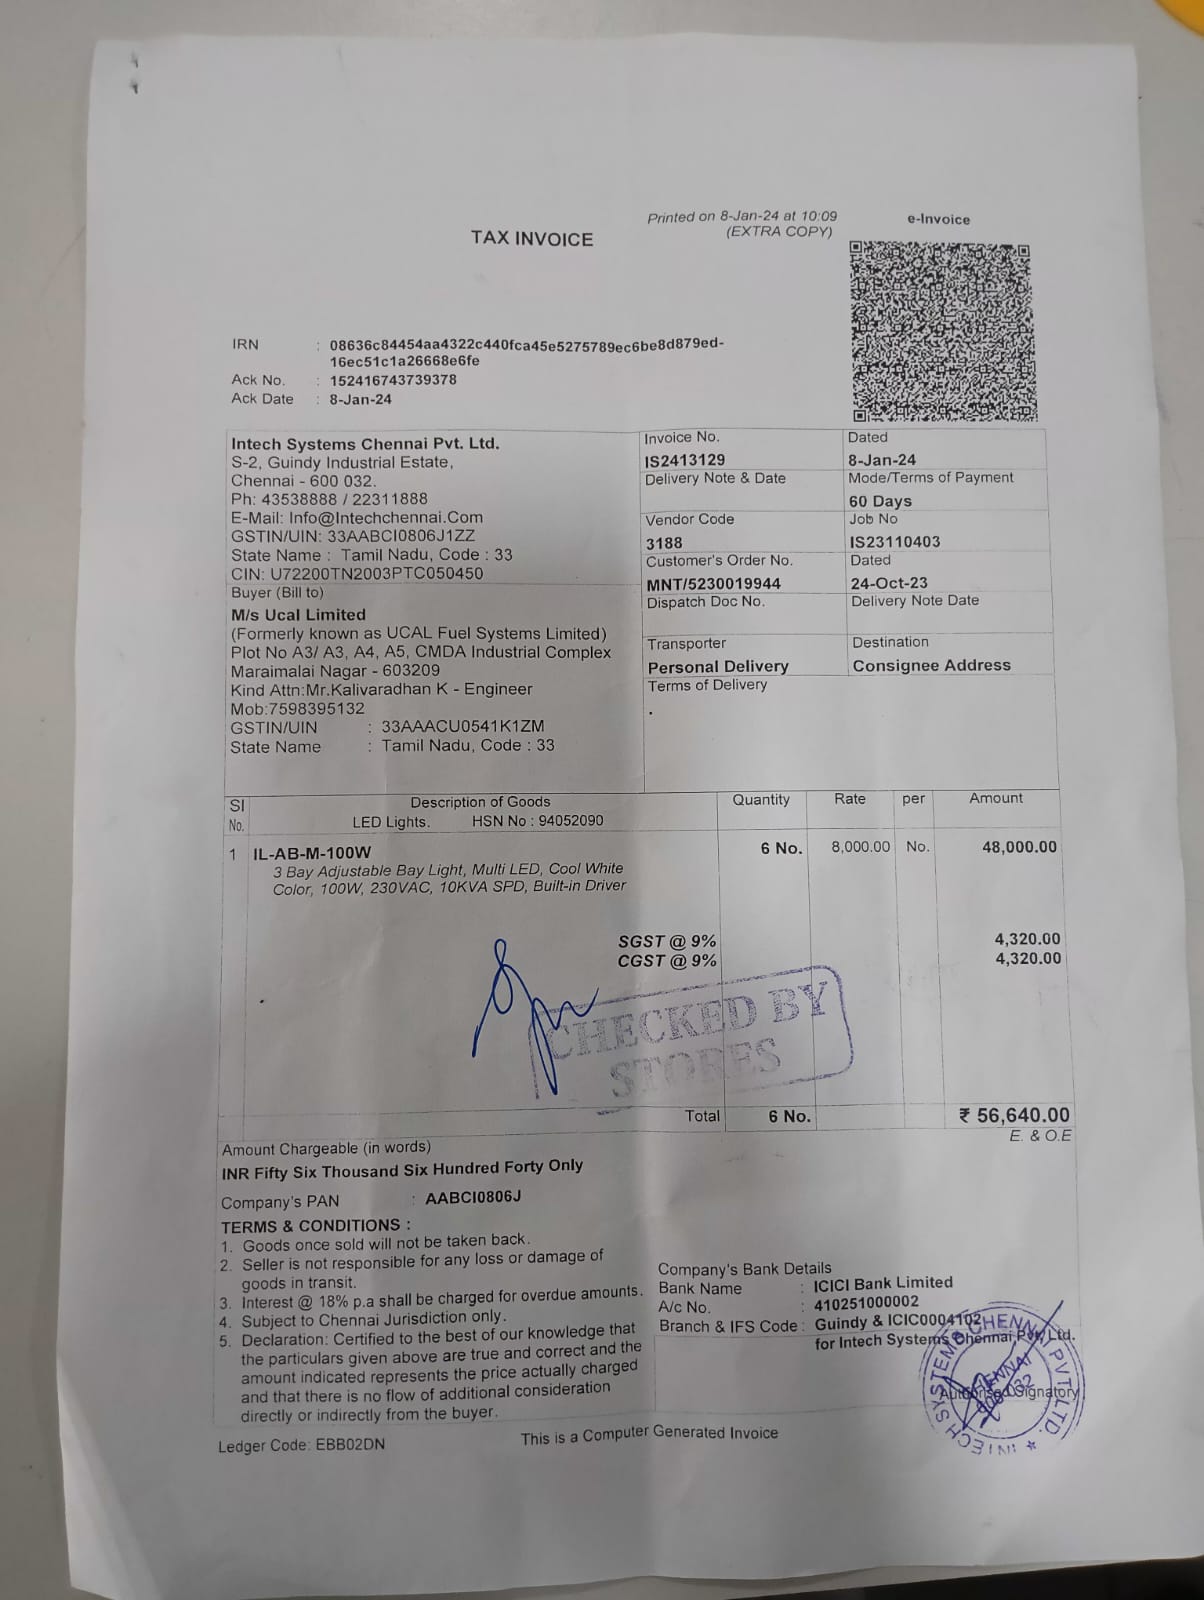 Printed on 8-Jan-24 at 10:09
(EXTRA COPY)
e-Invoice
TAX INVOICE
IRN : 08636c84454aa4322c440fca45e5275789ec6be8d879ed-
16ec51c1a26668e6fe
Ack No. : 152416743739378
Ack Date : 8-Jan-24
Intech Systems Chennai Pvt. Ltd.
S-2, Guindy Industrial Estate,
Chennai - 600 032.
Ph: 43538888 / 22311888
E-Mail: Info@Intechchennai.Com
GSTIN/UIN: 33AABCI0806J1ZZ
State Name : Tamil Nadu, Code : 33
CIN: U72200TN2003PTC050450
Buyer (Bill to)
M/s Ucal Limited
(Formerly known as UCAL Fuel Systems Limited)
Plot No A3/ A3, A4, A5, CMDA Industrial Complex
Maraimalai Nagar - 603209
Kind Attn:Mr.Kalivaradhan K - Engineer
Mob:7598395132
GSTIN/UIN : 33AAACU0541K1ZM
State Name : Tamil Nadu, Code : 33
Invoice No. Dated
IS2413129 8-Jan-24
Delivery Note & Date Mode/Terms of Payment
60 Days
Vendor Code Job No
3188 IS23110403
Customer's Order No. Dated
MNT/5230019944 24-Oct-23
Dispatch Doc No. Delivery Note Date
Transporter Destination
Personal Delivery Consignee Address
Terms of Delivery
.
Sl No. Description of Goods Quantity Rate per Amount
LED Lights. HSN No : 94052090
1 IL-AB-M-100W 6 No. 8,000.00 No. 48,000.00
3 Bay Adjustable Bay Light, Multi LED, Cool White
Color, 100W, 230VAC, 10KVA SPD, Built-in Driver
SGST @ 9% 4,320.00
CGST @ 9% 4,320.00
CHECKED BY
STORES
Total 6 No. ₹ 56,640.00
E. & O.E
Amount Chargeable (in words)
INR Fifty Six Thousand Six Hundred Forty Only
Company's PAN : AABCI0806J
TERMS & CONDITIONS :
1. Goods once sold will not be taken back.
2. Seller is not responsible for any loss or damage of
goods in transit.
3. Interest @ 18% p.a shall be charged for overdue amounts.
4. Subject to Chennai Jurisdiction only.
5. Declaration: Certified to the best of our knowledge that
the particulars given above are true and correct and the
amount indicated represents the price actually charged
and that there is no flow of additional consideration
directly or indirectly from the buyer.
Company's Bank Details
Bank Name : ICICI Bank Limited
A/c No. : 410251000002
Branch & IFS Code : Guindy & ICIC0004102
for Intech Systems Chennai Pvt. Ltd.
Authorised Signatory
INTECH SYSTEMS CHENNAI PVT. LTD. ★
CHENNAI
600 032
Ledger Code: EBB02DN
This is a Computer Generated Invoice